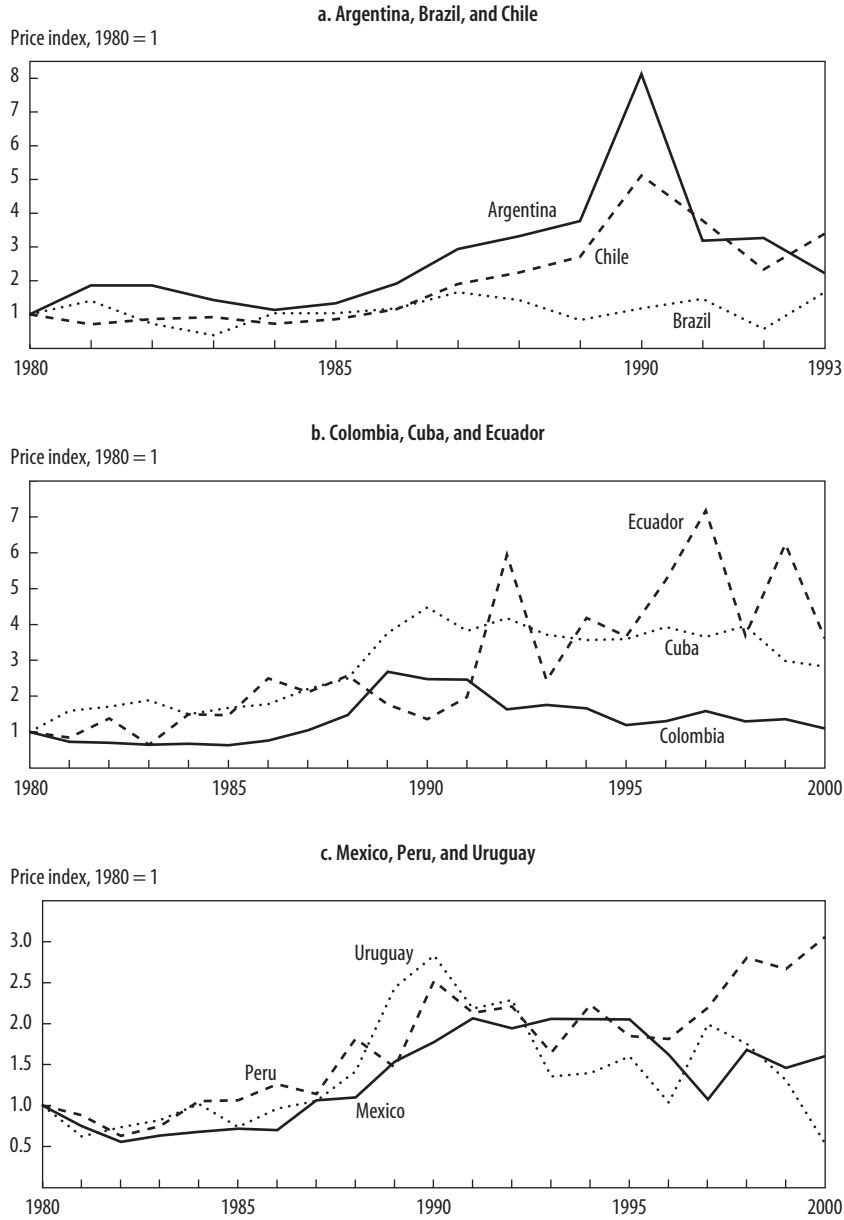 a. Argentina, Brazil, and Chile
Price index, 1980 = 1
8
7
6
5
4
3
2
1
Argentina
Chile
Brazil
1980 1985 1990 1993
b. Colombia, Cuba, and Ecuador
Price index, 1980 = 1
7
6
5
4
3
2
1
Ecuador
Cuba
Colombia
1980 1985 1990 1995 2000
c. Mexico, Peru, and Uruguay
Price index, 1980 = 1
3.0
2.5
2.0
1.5
1.0
0.5
Uruguay
Peru
Mexico
1980 1985 1990 1995 2000